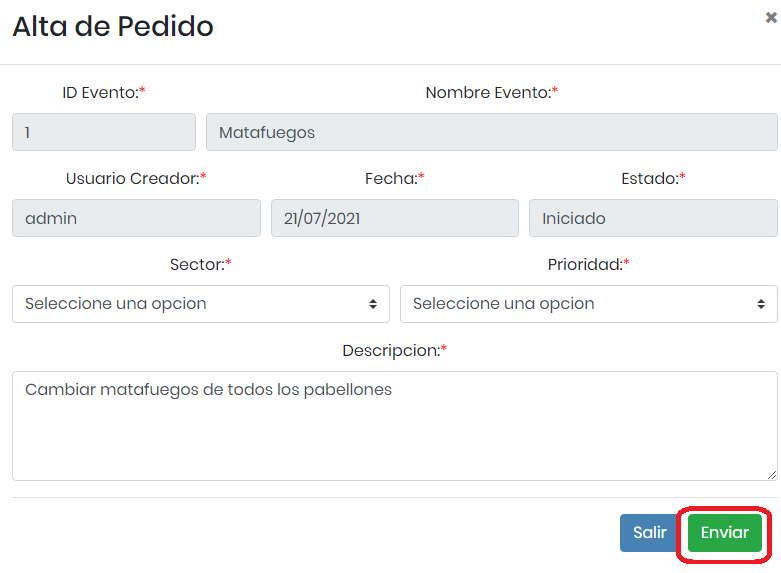 Alta de Pedido
ID Evento:* Nombre Evento:*
1 Matafuegos
Usuario Creador:* Fecha:* Estado:*
admin 21/07/2021 Iniciado
Sector:* Prioridad:*
Seleccione una opcion Seleccione una opcion
Descripcion:*
Cambiar matafuegos de todos los pabellones
Salir Enviar